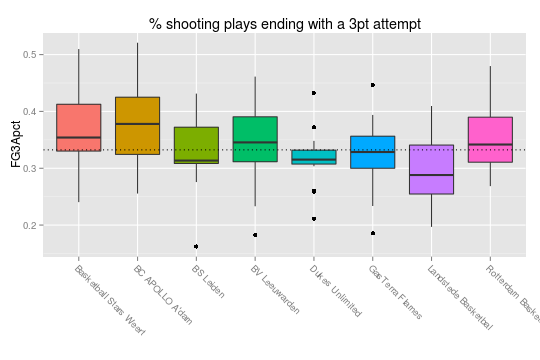 % shooting plays ending with a 3pt attempt
FG3Apct
0.5
0.4
0.3
0.2
Basketball Stars Weert
BC APOLLO A'dam
BS Leiden
BV Leeuwarden
Dukes Unlimited
GasTerra Flames
Landstede Basketbal
Rotterdam Basket